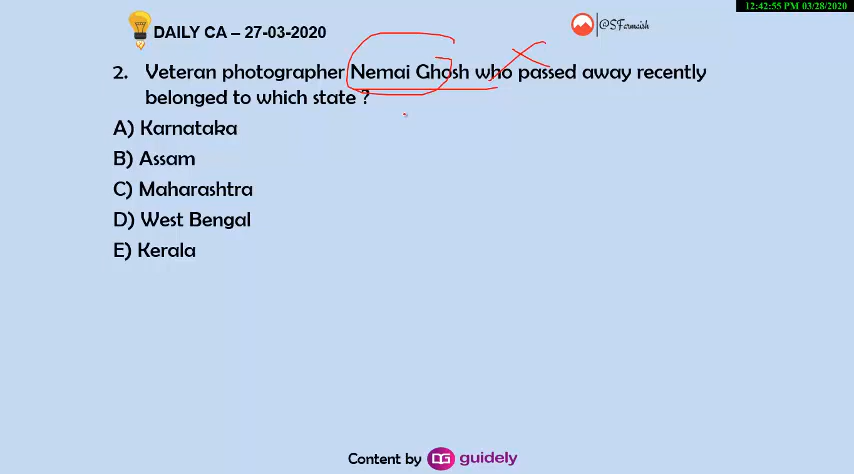 12:42:55 PM 03/28/2020
DAILY CA – 27-03-2020
@SFarmaish
2. Veteran photographer Nemai Ghosh who passed away recently
belonged to which state ?
A) Karnataka
B) Assam
C) Maharashtra
D) West Bengal
E) Kerala
Content by guidely